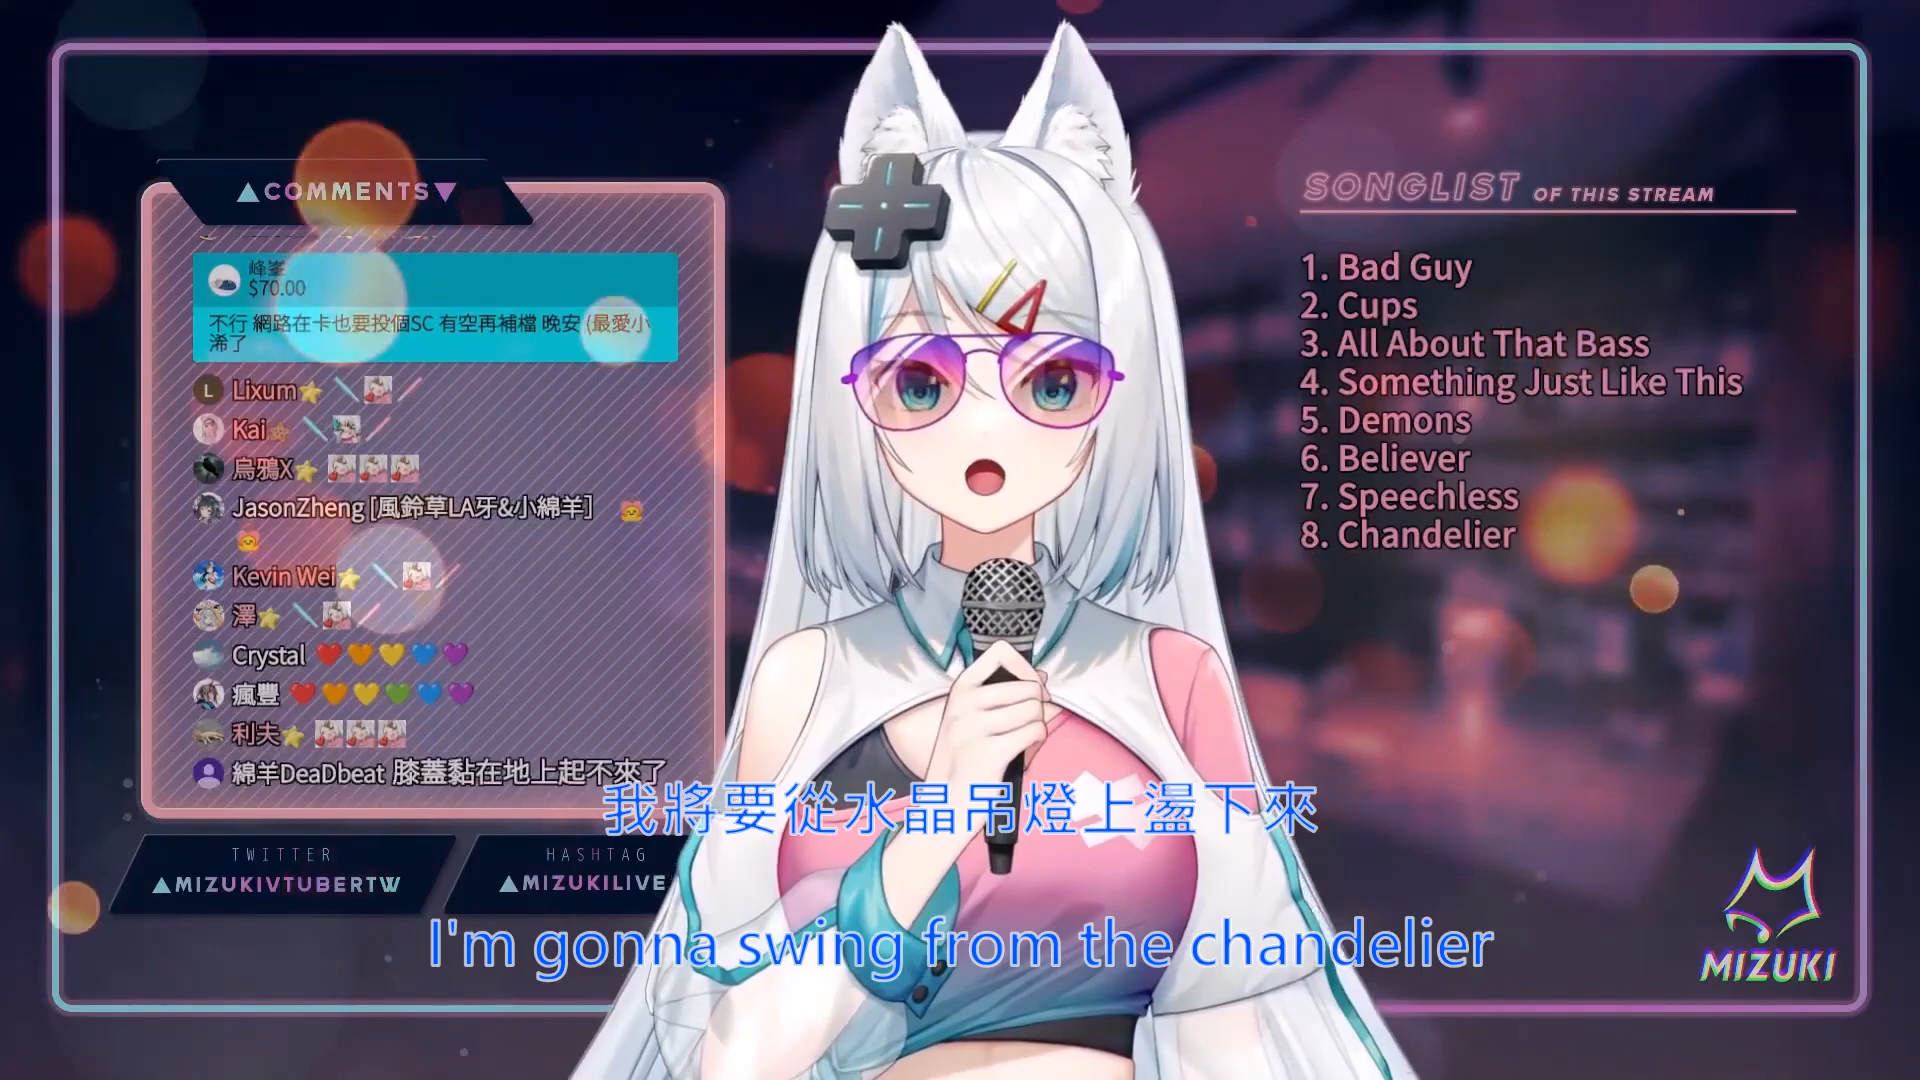 ▲COMMENTS▼
峰峯
$70.00
不行 網路在卡也要投個SC 有空再補檔 晚安 (最愛小
浠了
L Lixum
Kai
烏鴉X
JasonZheng [風鈴草LA牙&小綿羊]
Kevin Wei
澤
Crystal
瘋豐
利夫
綿羊DeaDbeat 膝蓋黏在地上起不來了
TWITTER
▲MIZUKIVTUBERTW
HASHTAG
▲MIZUKILIVE
SONGLIST OF THIS STREAM
1. Bad Guy
2. Cups
3. All About That Bass
4. Something Just Like This
5. Demons
6. Believer
7. Speechless
8. Chandelier
我將要從水晶吊燈上盪下來
I'm gonna swing from the chandelier
MIZUKI